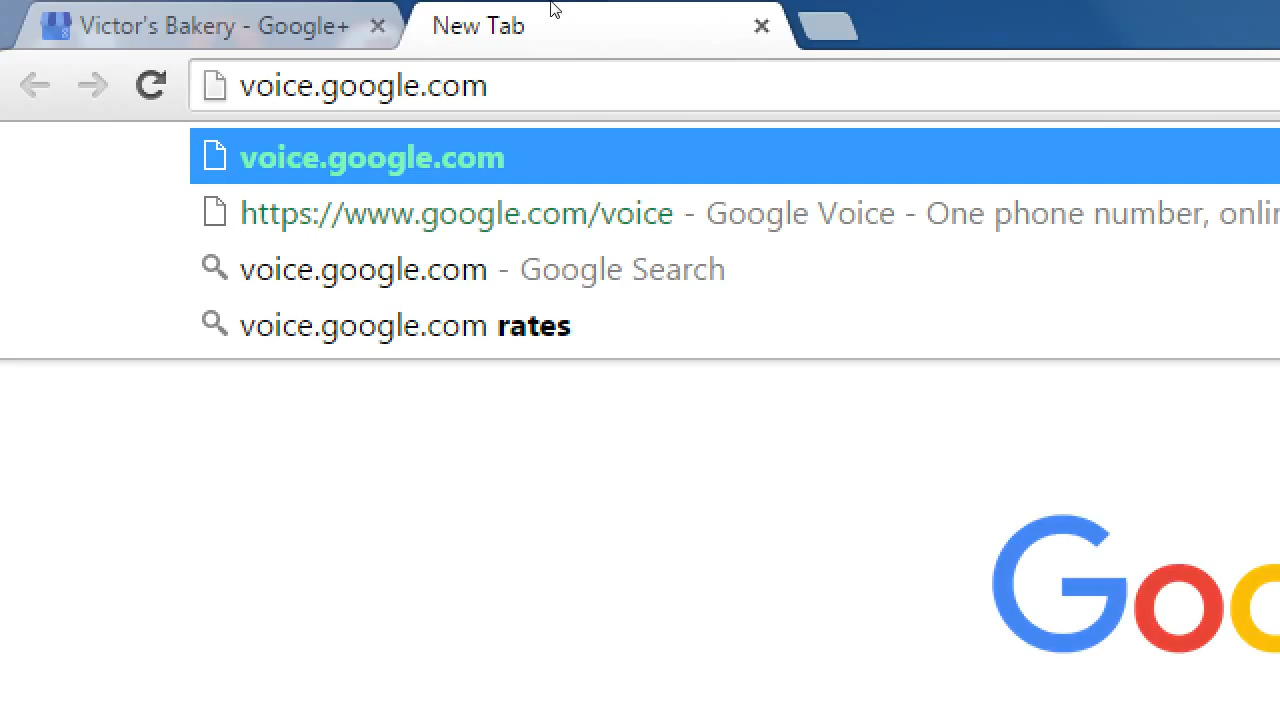 Victor's Bakery - Google+
New Tab
voice.google.com
voice.google.com
https://www.google.com/voice - Google Voice - One phone number, onlin
voice.google.com - Google Search
voice.google.com rates
Goo